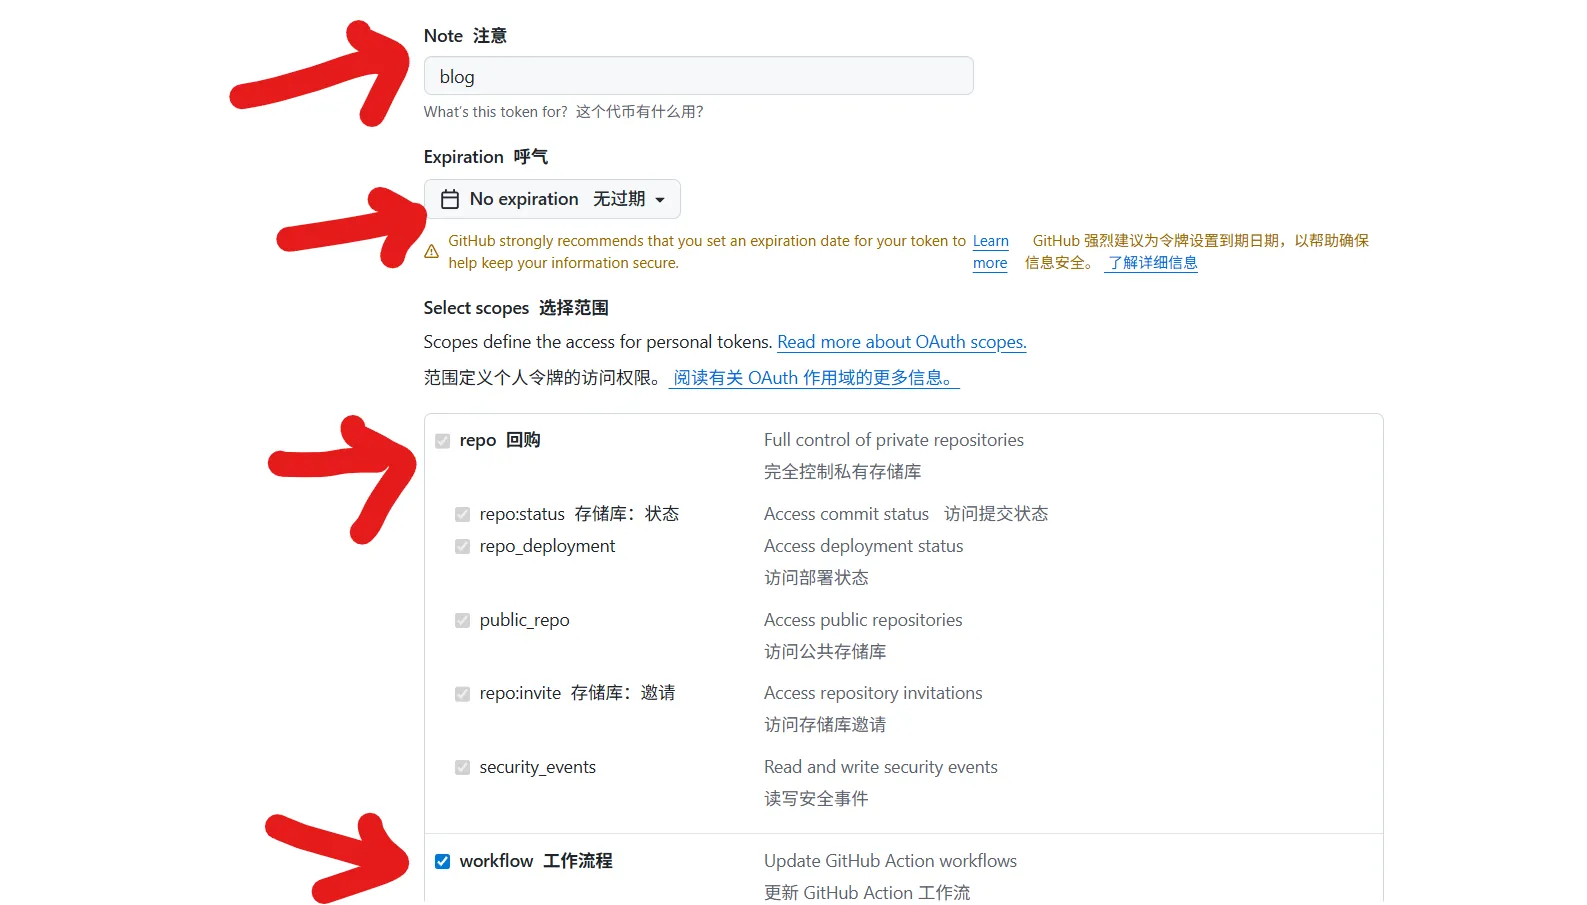 Note 注意
blog
What's this token for? 这个代币有什么用?
Expiration 呼气
No expiration 无过期
GitHub strongly recommends that you set an expiration date for your token to help keep your information secure. Learn more
GitHub 强烈建议为令牌设置到期日期，以帮助确保信息安全。 了解详细信息
Select scopes 选择范围
Scopes define the access for personal tokens. Read more about OAuth scopes.
范围定义个人令牌的访问权限。 阅读有关 OAuth 作用域的更多信息。
repo 回购 Full control of private repositories
完全控制私有存储库
repo:status 存储库：状态 Access commit status 访问提交状态
repo_deployment Access deployment status
访问部署状态
public_repo Access public repositories
访问公共存储库
repo:invite 存储库：邀请 Access repository invitations
访问存储库邀请
security_events Read and write security events
读写安全事件
workflow 工作流程 Update GitHub Action workflows
更新 GitHub Action 工作流